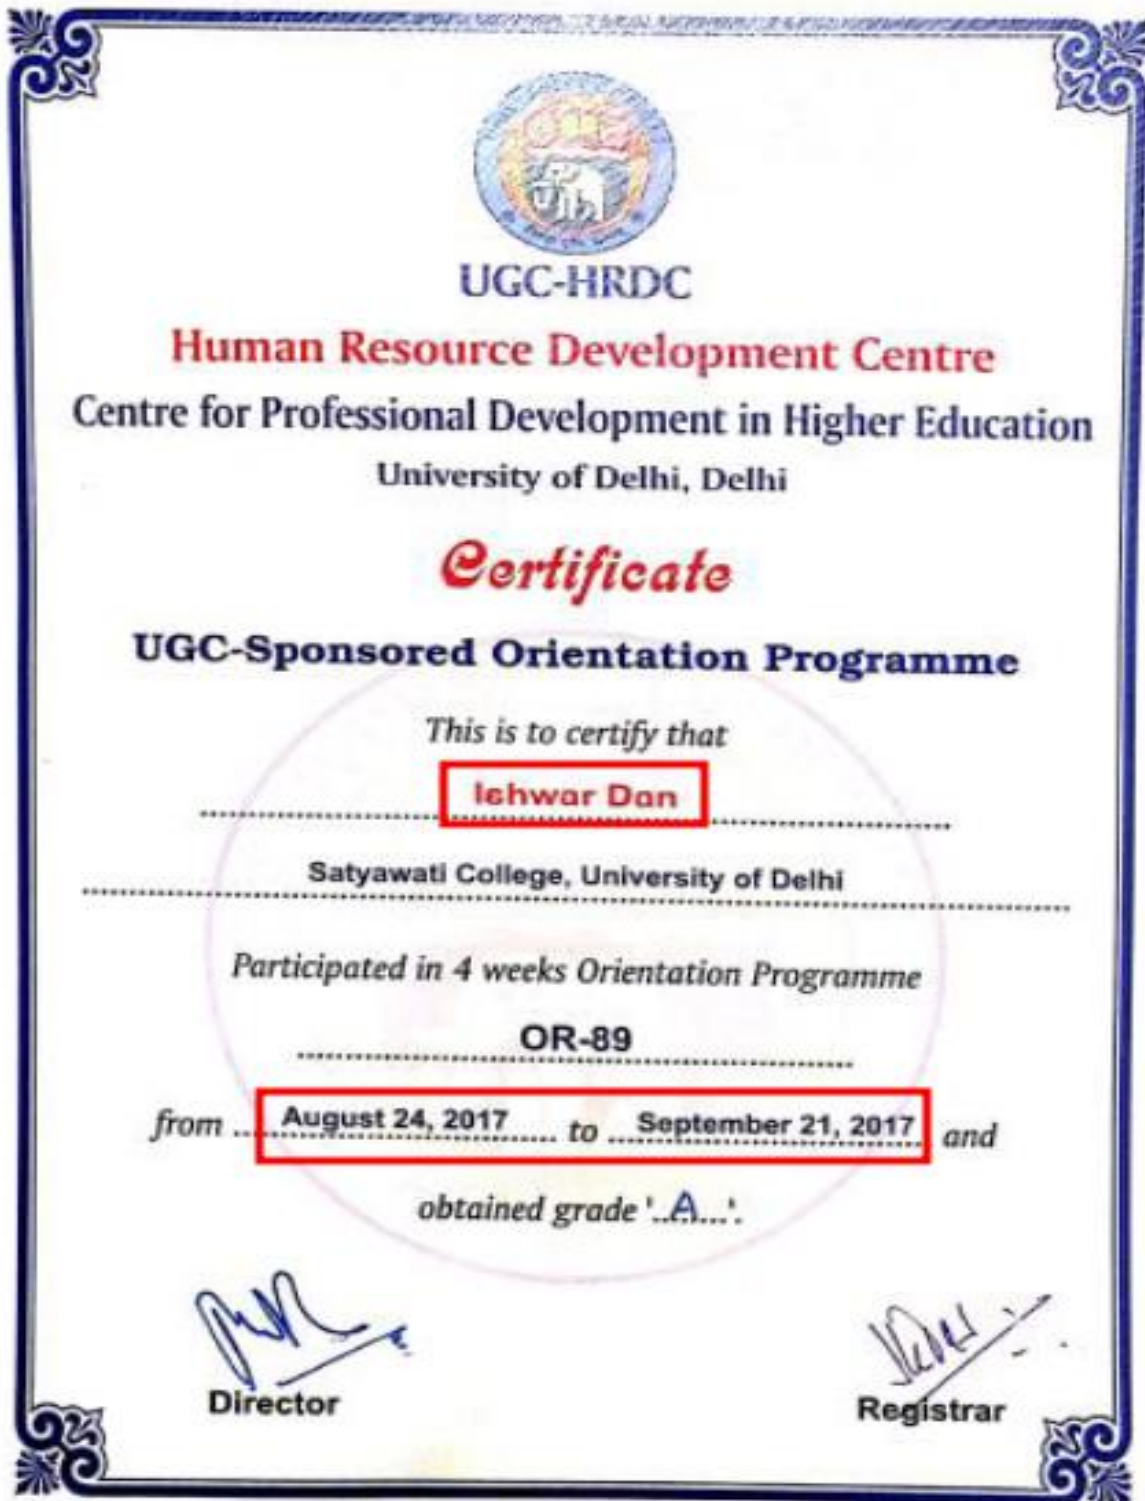 UGC-HRDC
Human Resource Development Centre
Centre for Professional Development in Higher Education
University of Delhi, Delhi
Certificate
UGC-Sponsored Orientation Programme
This is to certify that
Ishwar Dan
Satyawati College, University of Delhi
Participated in 4 weeks Orientation Programme
OR-89
from August 24, 2017 to September 21, 2017 and
obtained grade '..A...'.
Director
Registrar